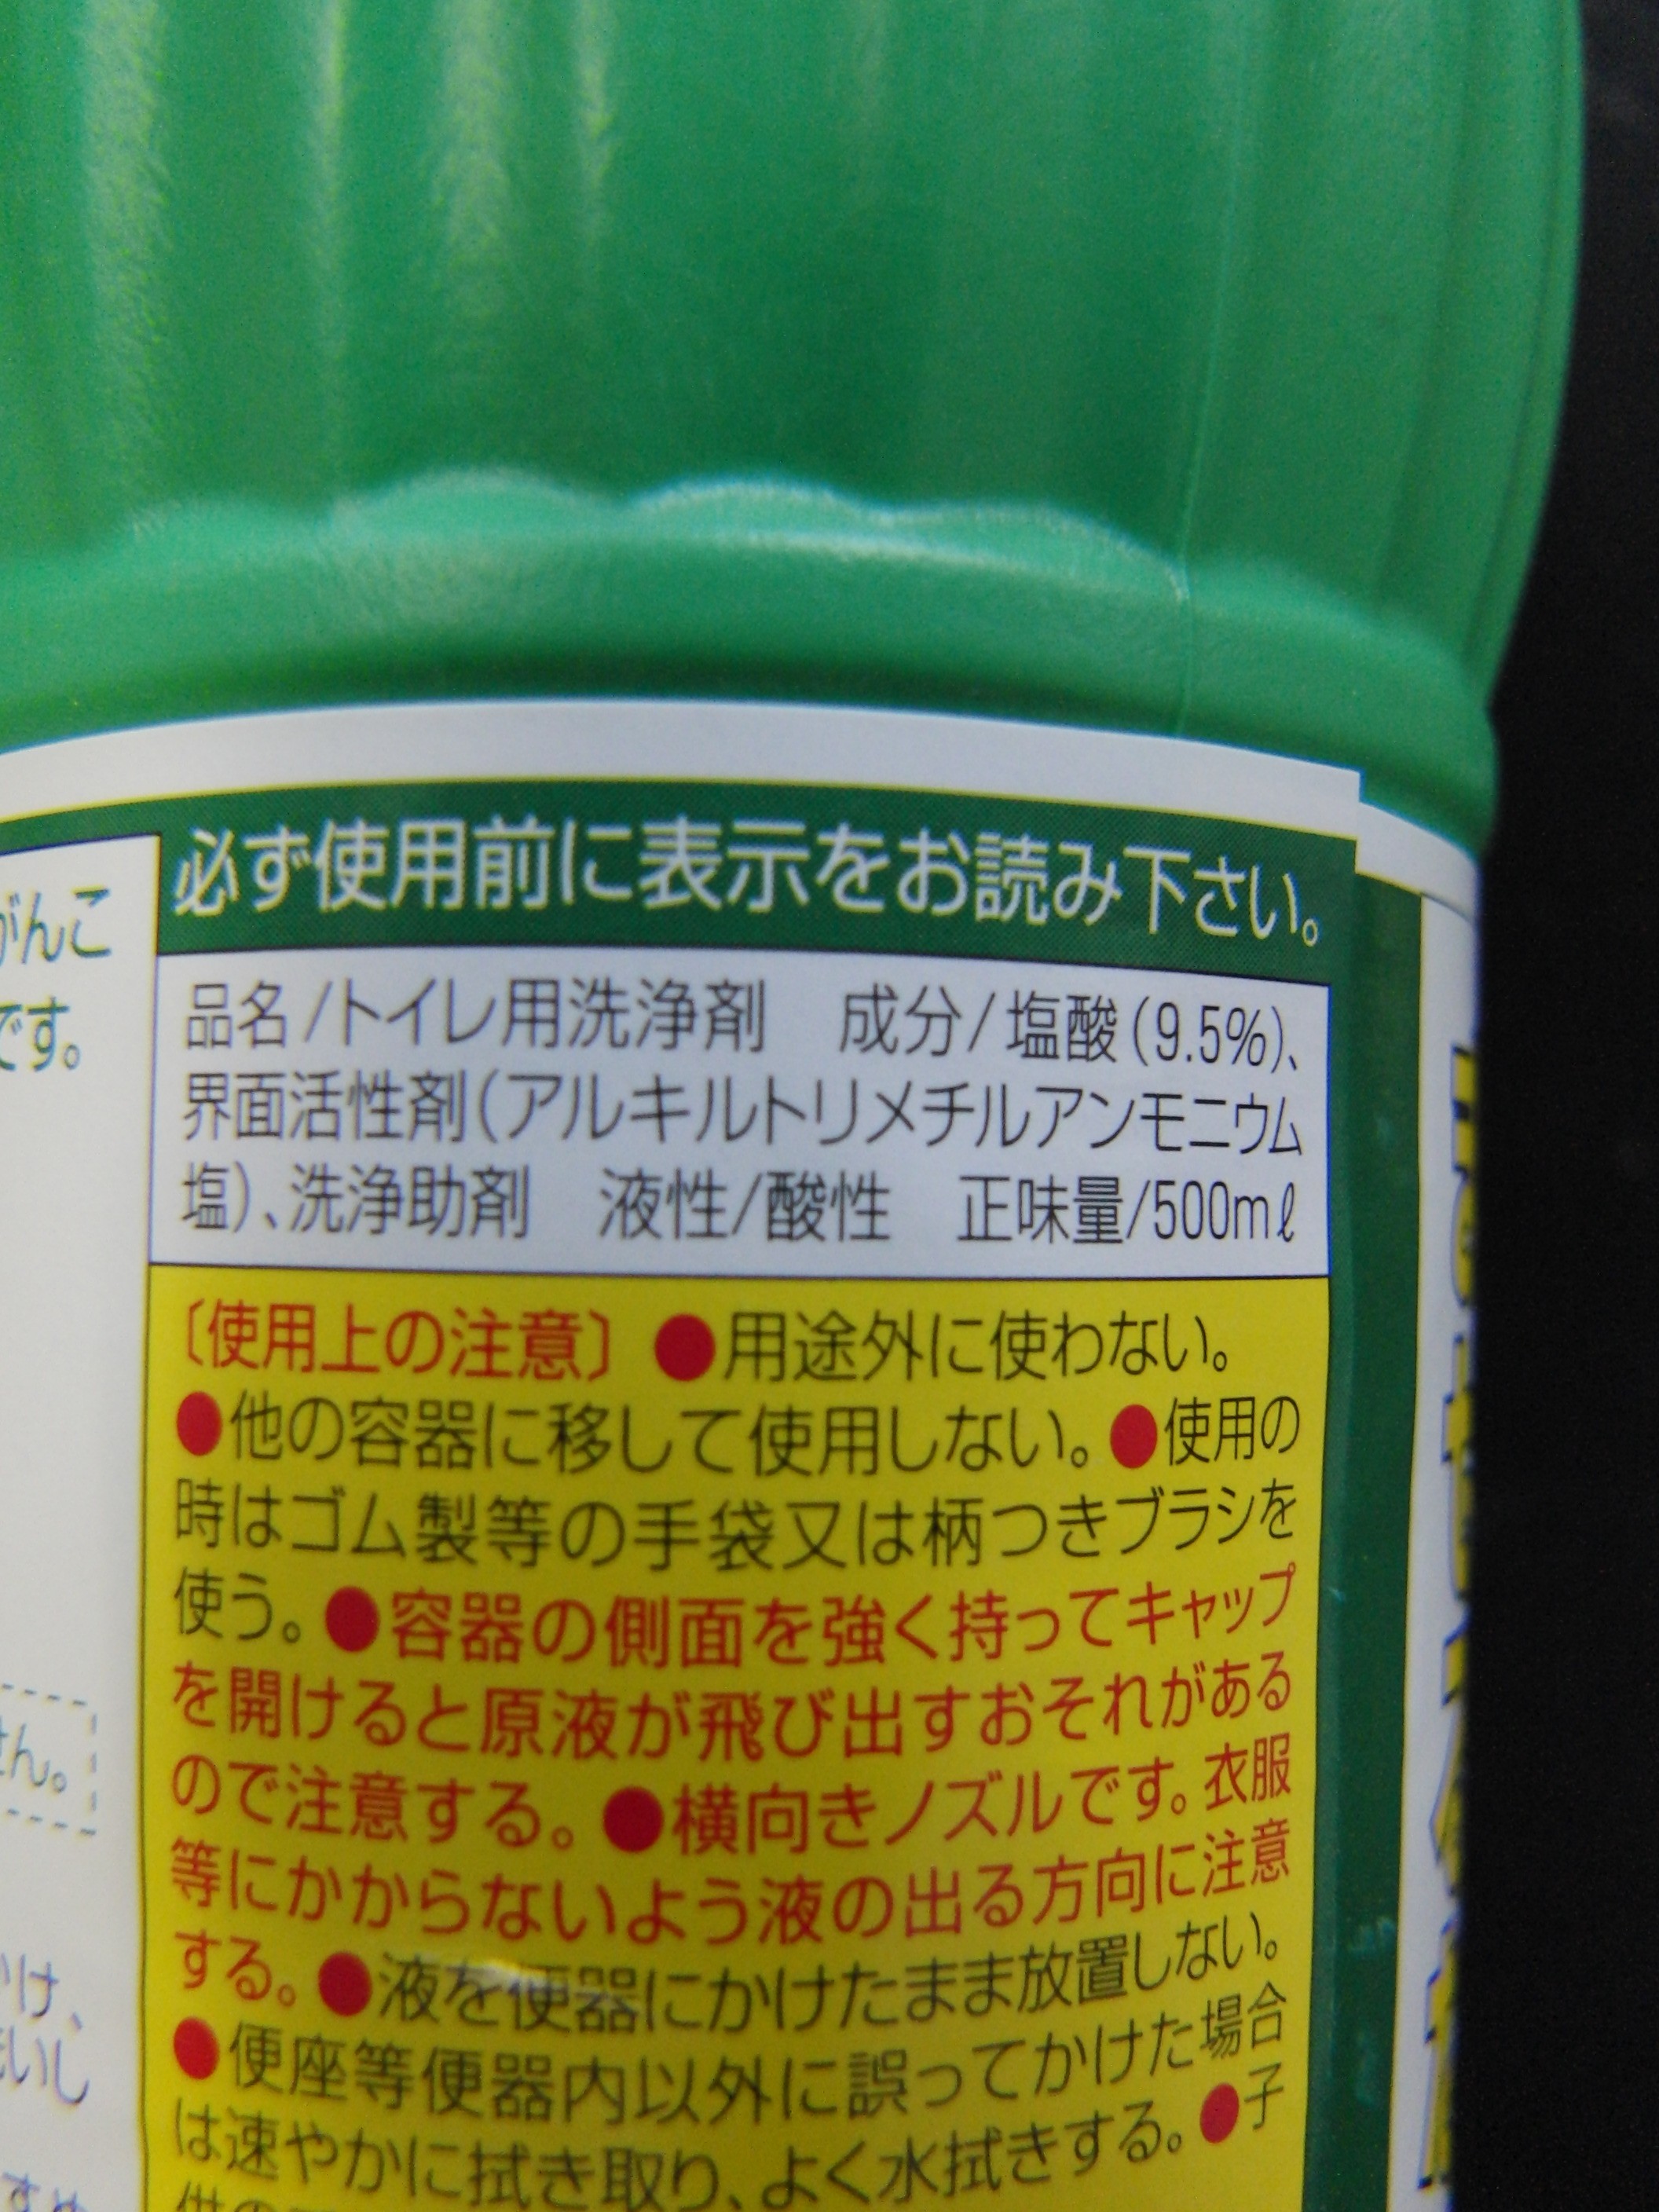 必ず使用前に表示をお読み下さい。
品名/トイレ用洗浄剤　成分/塩酸(9.5%)、
界面活性剤(アルキルトリメチルアンモニウム
塩)、洗浄助剤　液性/酸性　正味量/500mℓ
〔使用上の注意〕●用途外に使わない。
●他の容器に移して使用しない。●使用の
時はゴム製等の手袋又は柄つきブラシを
使う。●容器の側面を強く持ってキャップ
を開けると原液が飛び出すおそれがある
ので注意する。●横向きノズルです。衣服
等にかからないよう液の出る方向に注意
する。●液を便器にかけたまま放置しない。
●便座等便器内以外に誤ってかけた場合
は速やかに拭き取り、よく水拭きする。●子
がんこ
です。
せん。